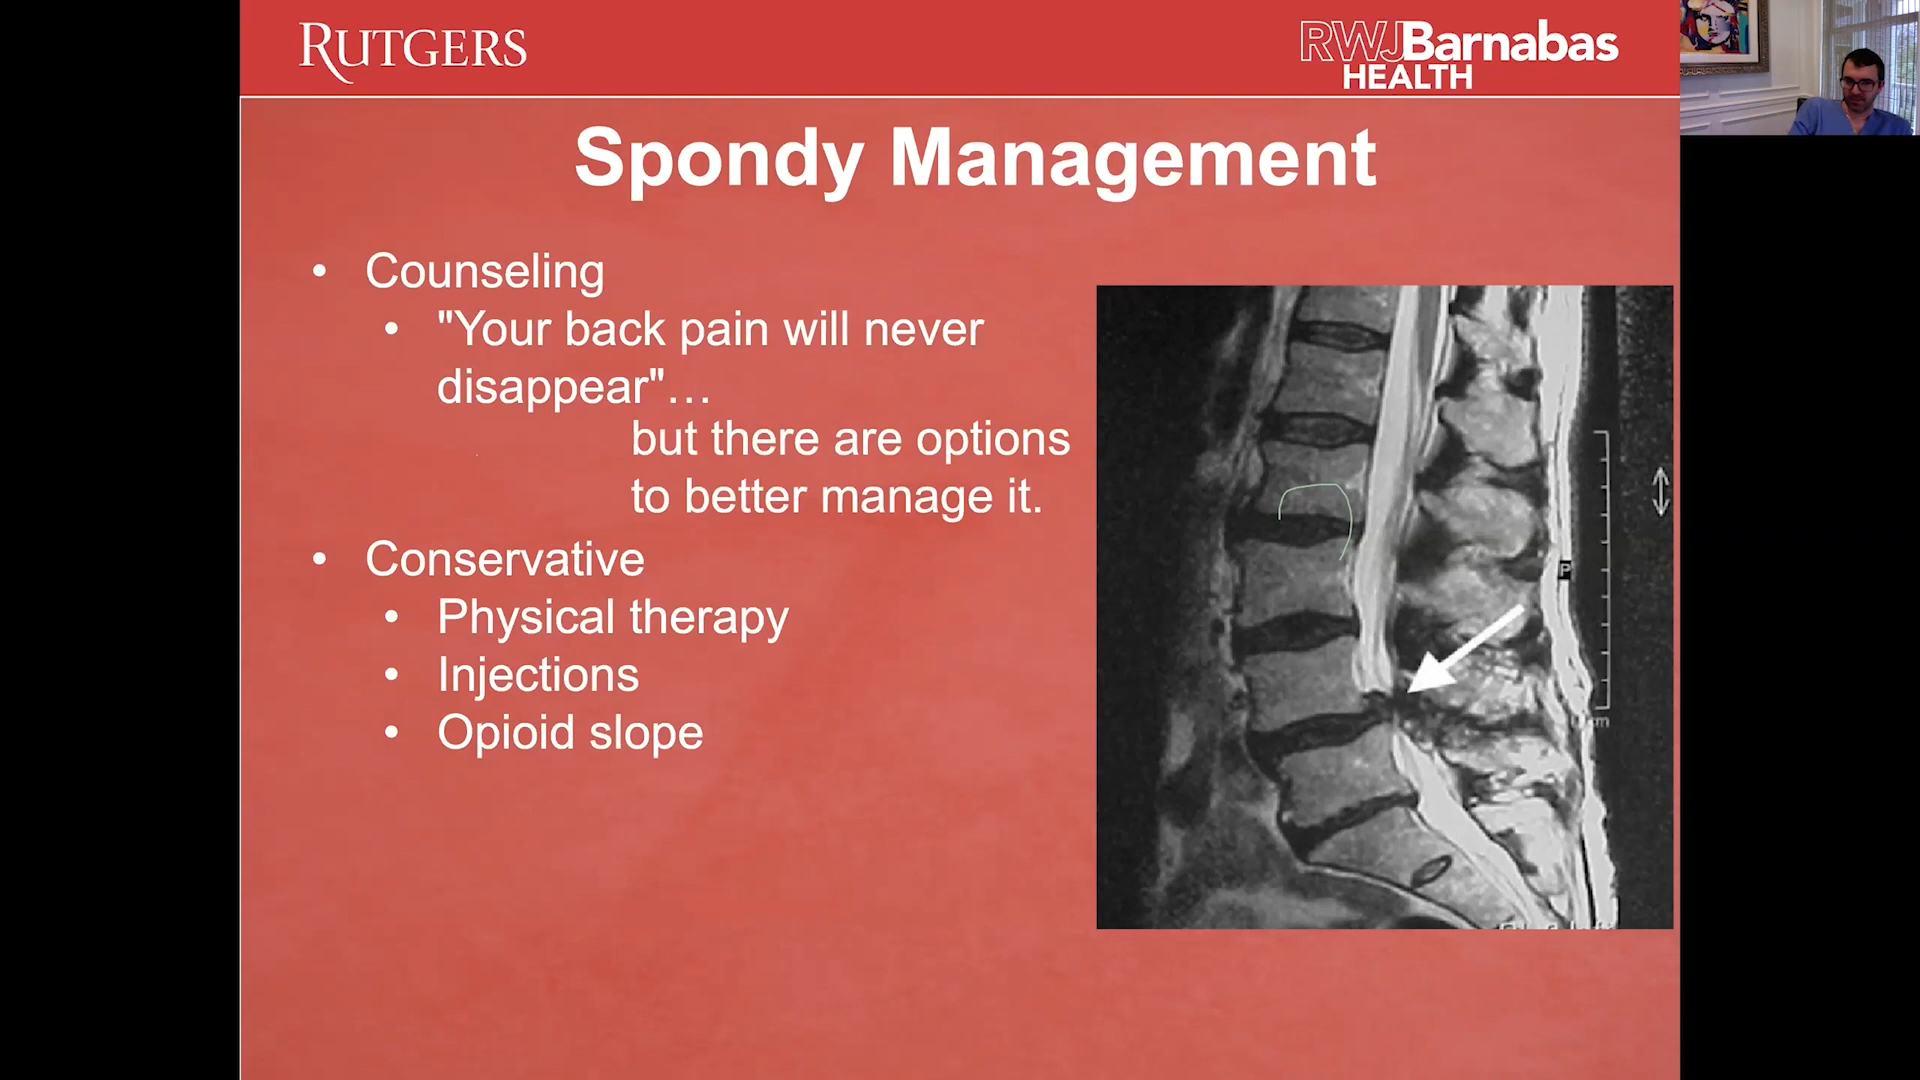 RUTGERS
RWJBarnabas
HEALTH
Spondy Management
• Counseling
• "Your back pain will never
disappear"…
but there are options
to better manage it.
• Conservative
• Physical therapy
• Injections
• Opioid slope
P
cm